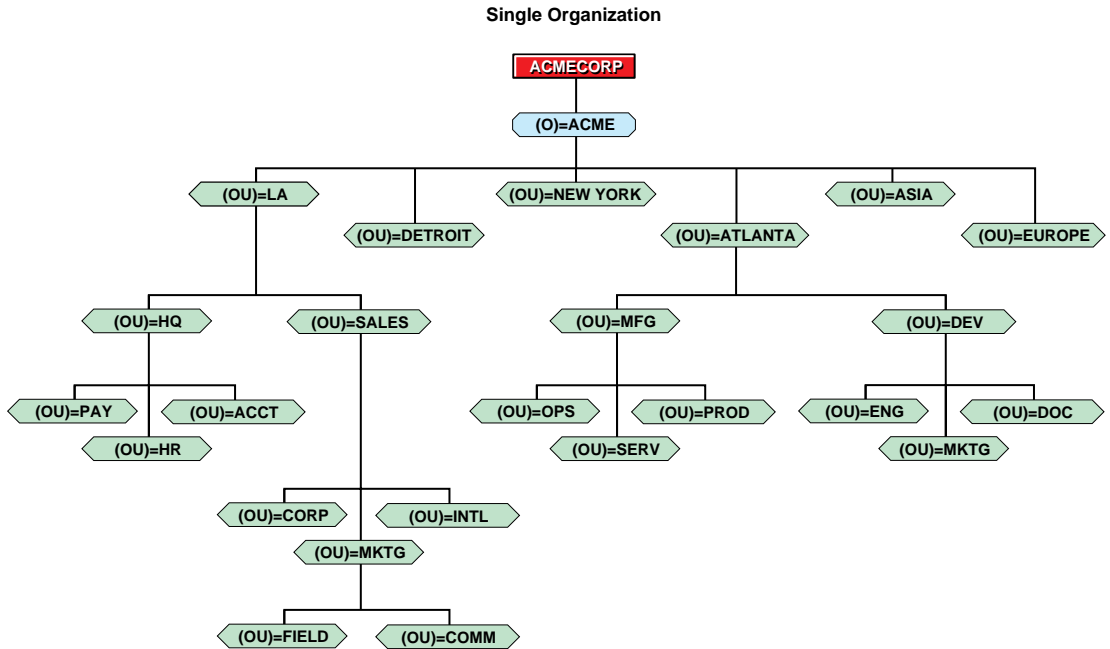 Single Organization
ACMECORP
(O)=ACME
(OU)=LA
(OU)=NEW YORK
(OU)=ASIA
(OU)=DETROIT
(OU)=ATLANTA
(OU)=EUROPE
(OU)=HQ
(OU)=SALES
(OU)=MFG
(OU)=DEV
(OU)=PAY
(OU)=ACCT
(OU)=OPS
(OU)=PROD
(OU)=ENG
(OU)=DOC
(OU)=HR
(OU)=SERV
(OU)=MKTG
(OU)=CORP
(OU)=INTL
(OU)=MKTG
(OU)=FIELD
(OU)=COMM